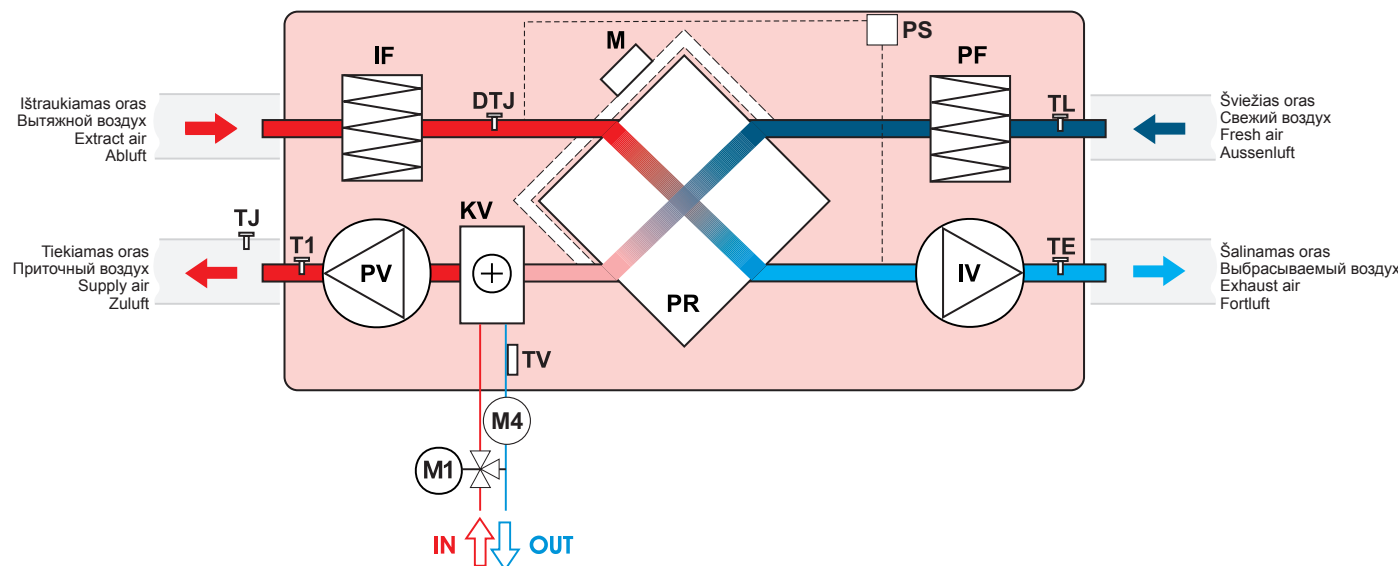 IF
M
PS
PF
Ištraukiamas oras
Вытяжной воздух
Extract air
Abluft
DTJ
TL
Šviežias oras
Свежий воздух
Fresh air
Aussenluft
TJ
KV
Tiekiamas oras
Приточный воздух
Supply air
Zuluft
T1
PV
PR
IV
TE
Šalinamas oras
Выбрасываемый воздух
Exhaust air
Fortluft
TV
M4
M1
IN
OUT